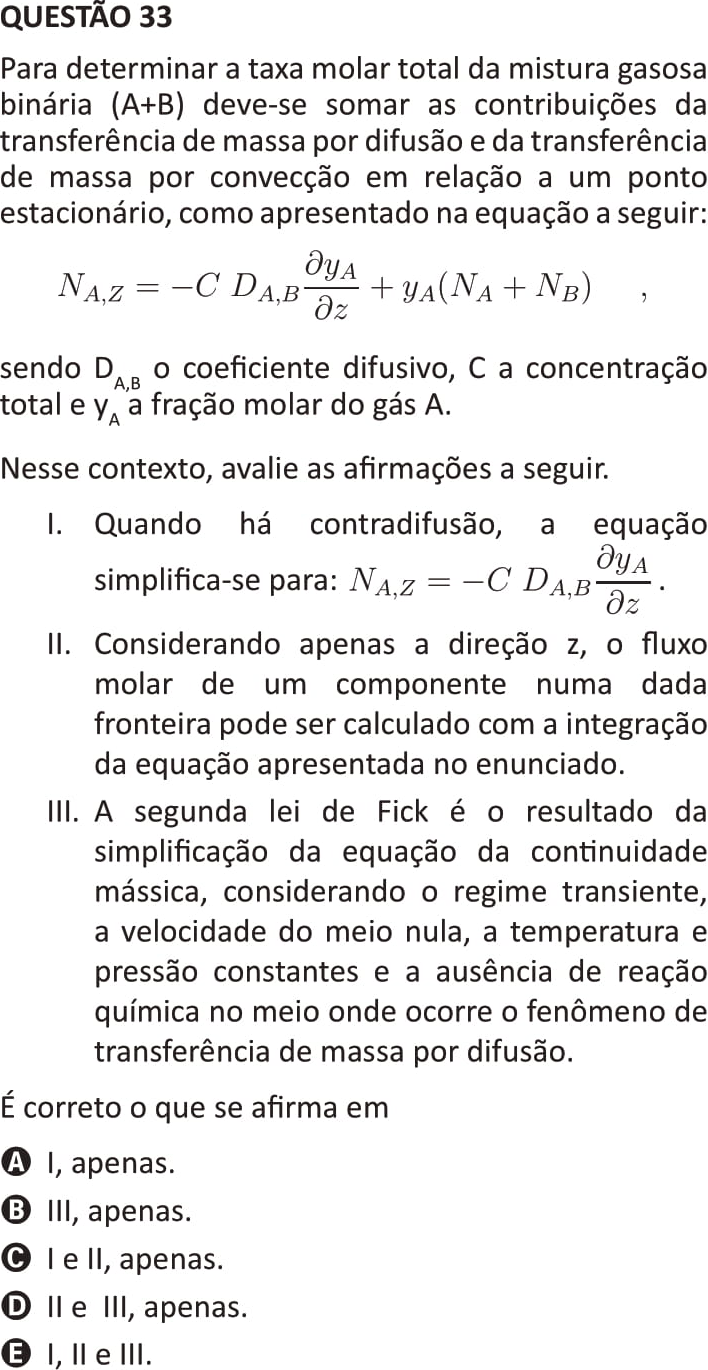 QUESTÃO 33
Para determinar a taxa molar total da mistura gasosa
binária (A+B) deve-se somar as contribuições da
transferência de massa por difusão e da transferência
de massa por convecção em relação a um ponto
estacionário, como apresentado na equação a seguir:
N_{A,Z} = -C D_{A,B} \frac{∂y_A}{∂z} + y_A(N_A + N_B) ,
sendo D_{A,B} o coeficiente difusivo, C a concentração
total e y_A a fração molar do gás A.
Nesse contexto, avalie as afirmações a seguir.
I. Quando há contradifusão, a equação
simplifica-se para: N_{A,Z} = -C D_{A,B} \frac{∂y_A}{∂z} .
II. Considerando apenas a direção z, o fluxo
molar de um componente numa dada
fronteira pode ser calculado com a integração
da equação apresentada no enunciado.
III. A segunda lei de Fick é o resultado da
simplificação da equação da continuidade
mássica, considerando o regime transiente,
a velocidade do meio nula, a temperatura e
pressão constantes e a ausência de reação
química no meio onde ocorre o fenômeno de
transferência de massa por difusão.
É correto o que se afirma em
A I, apenas.
B III, apenas.
C I e II, apenas.
D II e III, apenas.
E I, II e III.